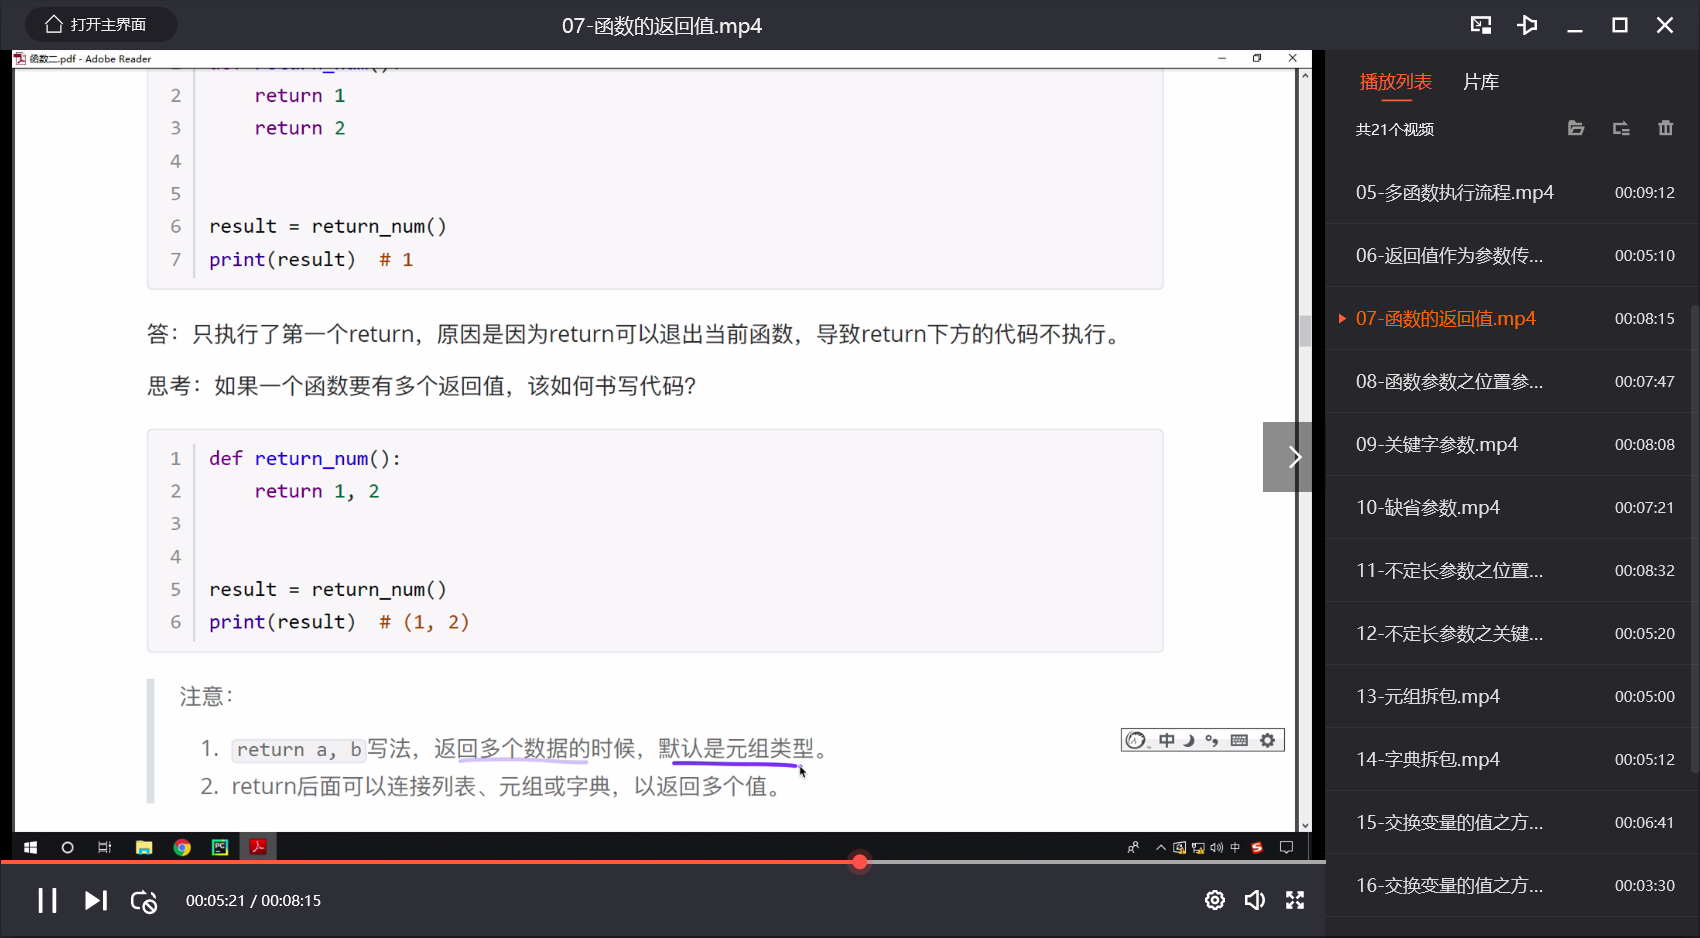 打开主界面
07-函数的返回值.mp4
函数二.pdf - Adobe Reader
2 return 1
3 return 2
4
5
6 result = return_num()
7 print(result) # 1
答：只执行了第一个return，原因是因为return可以退出当前函数，导致return下方的代码不执行。
思考：如果一个函数要有多个返回值，该如何书写代码？
1 def return_num():
2 return 1, 2
3
4
5 result = return_num()
6 print(result) # (1, 2)
注意：
1. return a, b写法，返回多个数据的时候，默认是元组类型。
2. return后面可以连接列表、元组或字典，以返回多个值。
中
中
00:05:21 / 00:08:15
播放列表 片库
共21个视频
05-多函数执行流程.mp4 00:09:12
06-返回值作为参数传... 00:05:10
07-函数的返回值.mp4 00:08:15
08-函数参数之位置参... 00:07:47
09-关键字参数.mp4 00:08:08
10-缺省参数.mp4 00:07:21
11-不定长参数之位置... 00:08:32
12-不定长参数之关键... 00:05:20
13-元组拆包.mp4 00:05:00
14-字典拆包.mp4 00:05:12
15-交换变量的值之方... 00:06:41
16-交换变量的值之方... 00:03:30